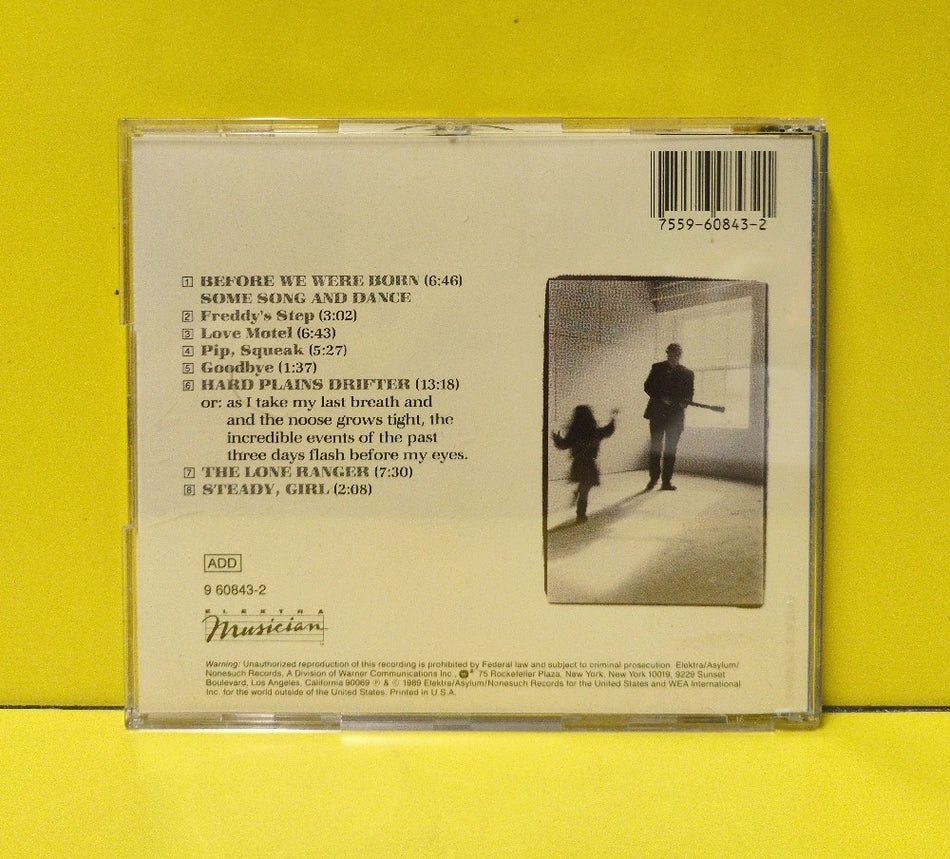 7559-60843-2
1 BEFORE WE WERE BORN (6:46)
SOME SONG AND DANCE
2 Freddy's Step (3:02)
3 Love Motel (6:43)
4 Pip, Squeak (5:27)
5 Goodbye (1:37)
6 HARD PLAINS DRIFTER (13:18)
or: as I take my last breath and
and the noose grows tight, the
incredible events of the past
three days flash before my eyes.
7 THE LONE RANGER (7:30)
8 STEADY, GIRL (2:08)
ADD
9 60843-2
ELEKTRA
Musician
Warning: Unauthorized reproduction of this recording is prohibited by Federal law and subject to criminal prosecution. Elektra/Asylum/
Nonesuch Records, A Division of Warner Communications Inc., ® 75 Rockefeller Plaza, New York, New York 10019, 9229 Sunset
Boulevard, Los Angeles, California 90069 ℗ & © 1989 Elektra/Asylum/Nonesuch Records for the United States and WEA International
Inc. for the world outside of the United States. Printed in U.S.A.